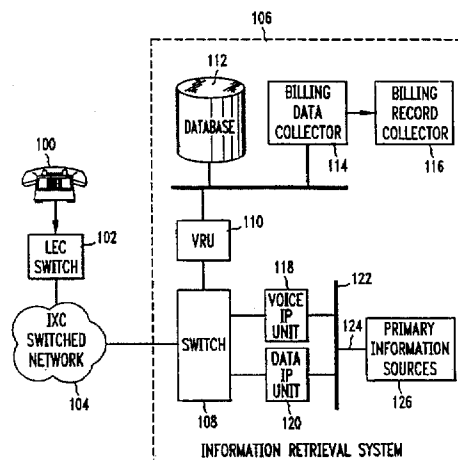 106
112
DATABASE
BILLING
DATA
COLLECTOR
114
BILLING
RECORD
COLLECTOR
116
100
LEC
SWITCH
102
VRU
110
IXC
SWITCHED
NETWORK
104
SWITCH
108
118
VOICE
IP
UNIT
DATA
IP
UNIT
120
122
124
PRIMARY
INFORMATION
SOURCES
126
INFORMATION RETRIEVAL SYSTEM